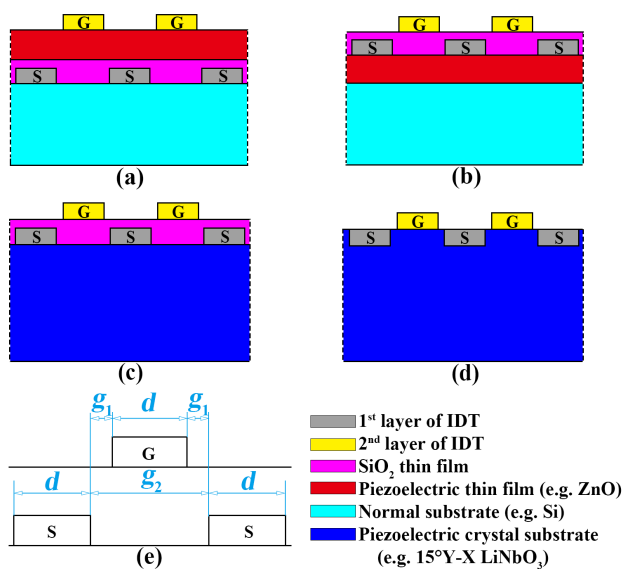 G G
S S S
(a)
G G
S S S
(b)
G G
S S S
(c)
G G
S S S
(d)
g₁ d g₁
G
d g₂ d
S S
(e)
1st layer of IDT
2nd layer of IDT
SiO₂ thin film
Piezoelectric thin film (e.g. ZnO)
Normal substrate (e.g. Si)
Piezoelectric crystal substrate
(e.g. 15°Y-X LiNbO₃)